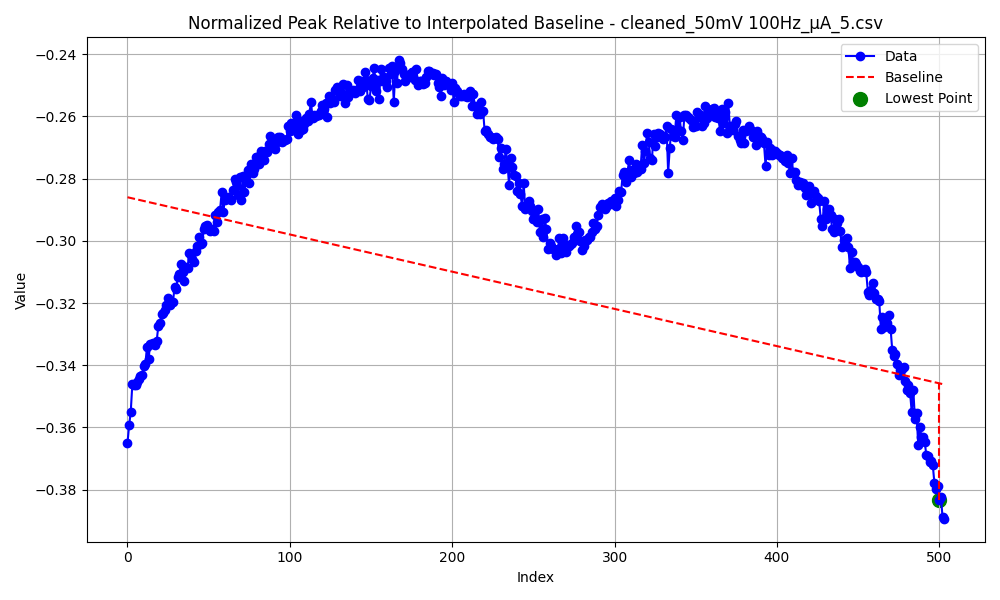 Normalized Peak Relative to Interpolated Baseline - cleaned_50mV 100Hz_μA_5.csv
Data
Baseline
Lowest Point
Value
−0.24
−0.26
−0.28
−0.30
−0.32
−0.34
−0.36
−0.38
0
100
200
300
400
500
Index